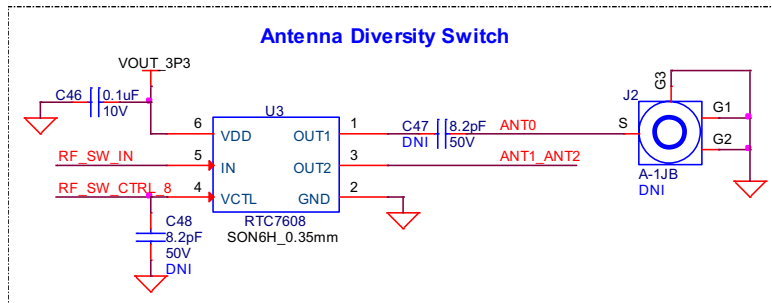 Antenna Diversity Switch
VOUT_3P3
C46
0.1uF
10V
U3
6
VDD
OUT1
1
C47
8.2pF
DNI
50V
ANT0
RF_SW_IN
5
IN
OUT2
3
ANT1_ANT2
RF_SW_CTRL_8
4
VCTL
GND
2
RTC7608
SON6H_0.35mm
C48
8.2pF
50V
DNI
J2
G3
G1
S
G2
A-1JB
DNI